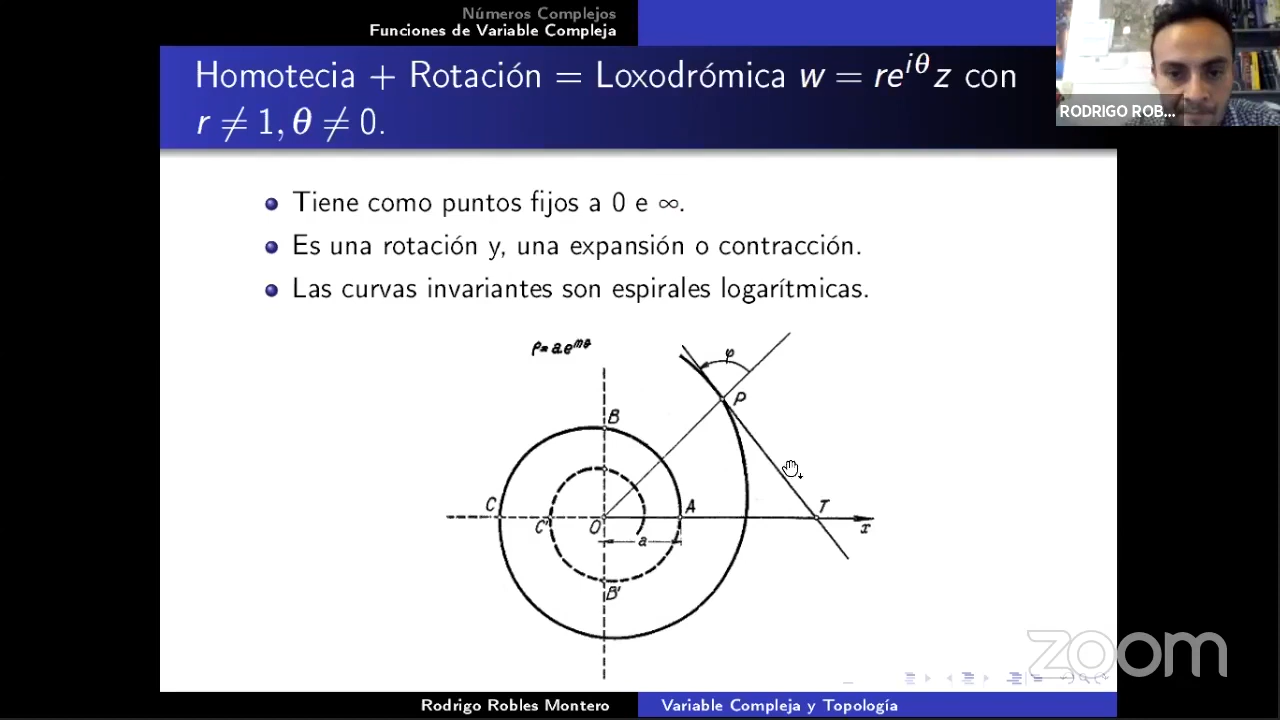 Números Complejos
Funciones de Variable Compleja
Homotecia + Rotación = Loxodrómica w = re^{iθ}z con
r ≠ 1, θ ≠ 0.
RODRIGO ROB...
Tiene como puntos fijos a 0 e ∞.
Es una rotación y, una expansión o contracción.
Las curvas invariantes son espirales logarítmicas.
ρ=ae^{mθ}
φ
P
B
C
C'
O
A
T
a
x
B'
zoom
Rodrigo Robles Montero
Variable Compleja y Topología